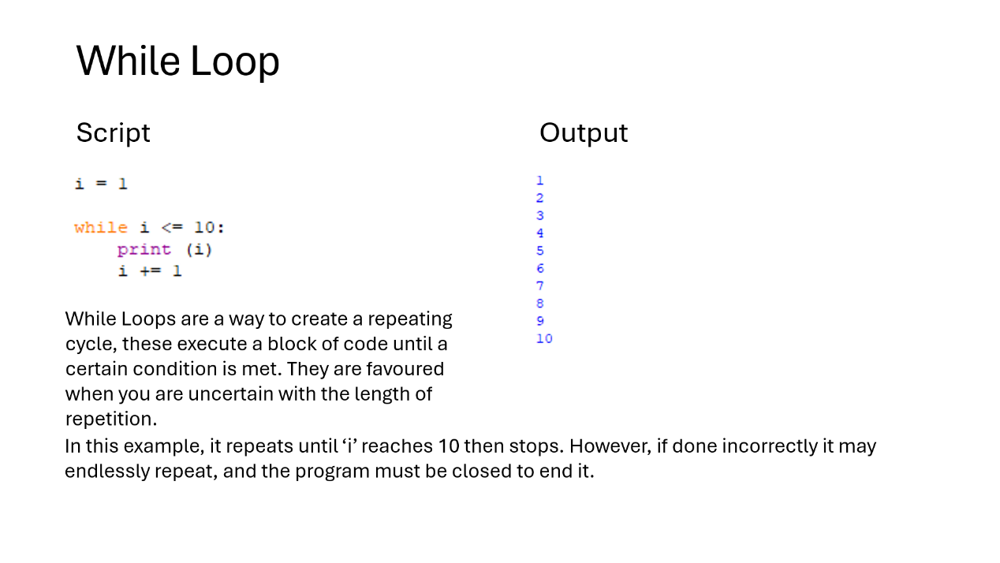 While Loop
Script
i = 1
while i <= 10:
    print (i)
    i += 1
While Loops are a way to create a repeating
cycle, these execute a block of code until a
certain condition is met. They are favoured
when you are uncertain with the length of
repetition.
Output
1
2
3
4
5
6
7
8
9
10
In this example, it repeats until ‘i’ reaches 10 then stops. However, if done incorrectly it may
endlessly repeat, and the program must be closed to end it.